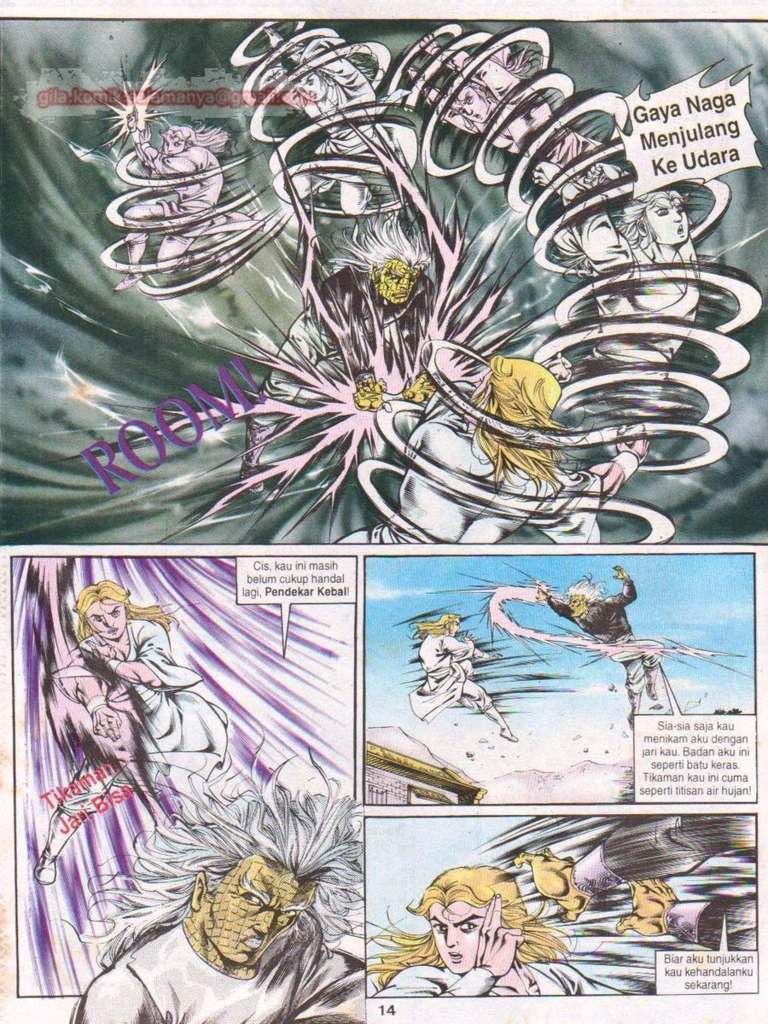 Gaya Naga
Menjulang
Ke Udara
ROOM!
Cis, kau ini masih
belum cukup handal
lagi, Pendekar Kebal!
Tikaman
Jari Bisa
Sia-sia saja kau
menikam aku dengan
jari kau. Badan aku ini
seperti batu keras.
Tikaman kau ini cuma
seperti titisan air hujan!
Biar aku tunjukkan
kau kehandalanku
sekarang!
14